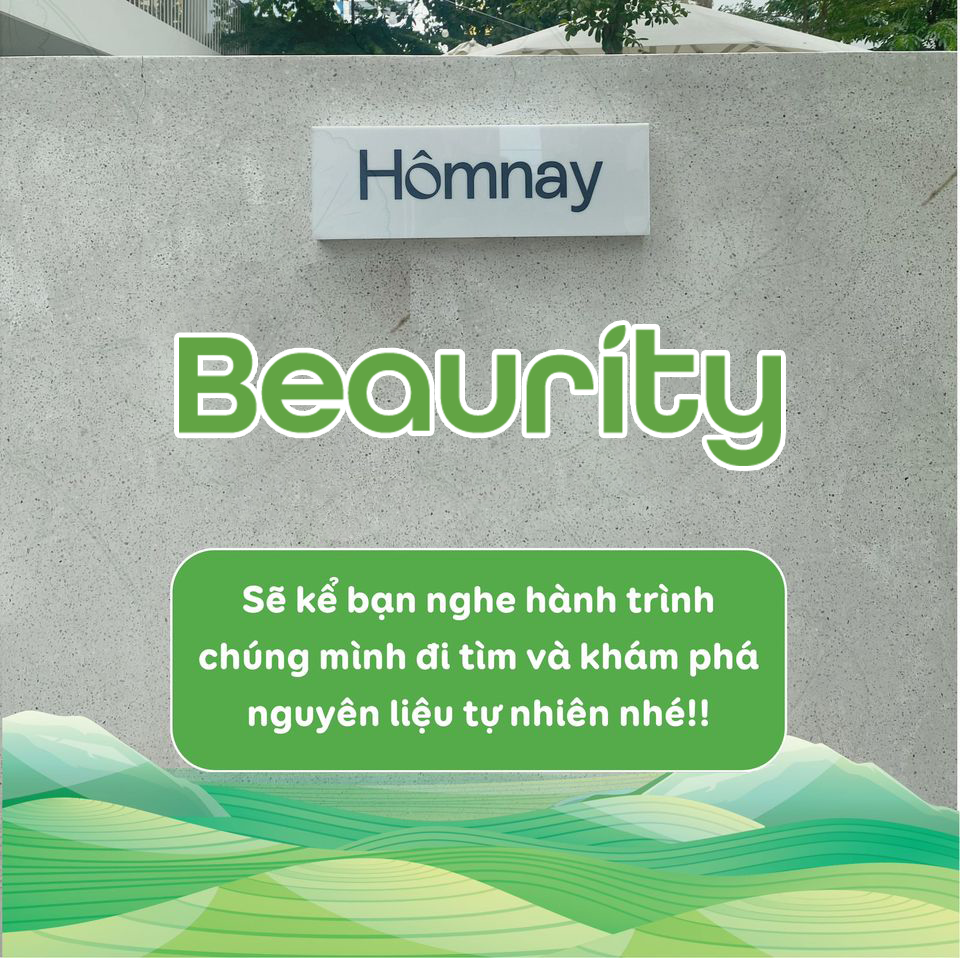 Hômnay
Beauríty
Sẽ kể bạn nghe hành trình
chúng mình đi tìm và khám phá
nguyên liệu tự nhiên nhé!!